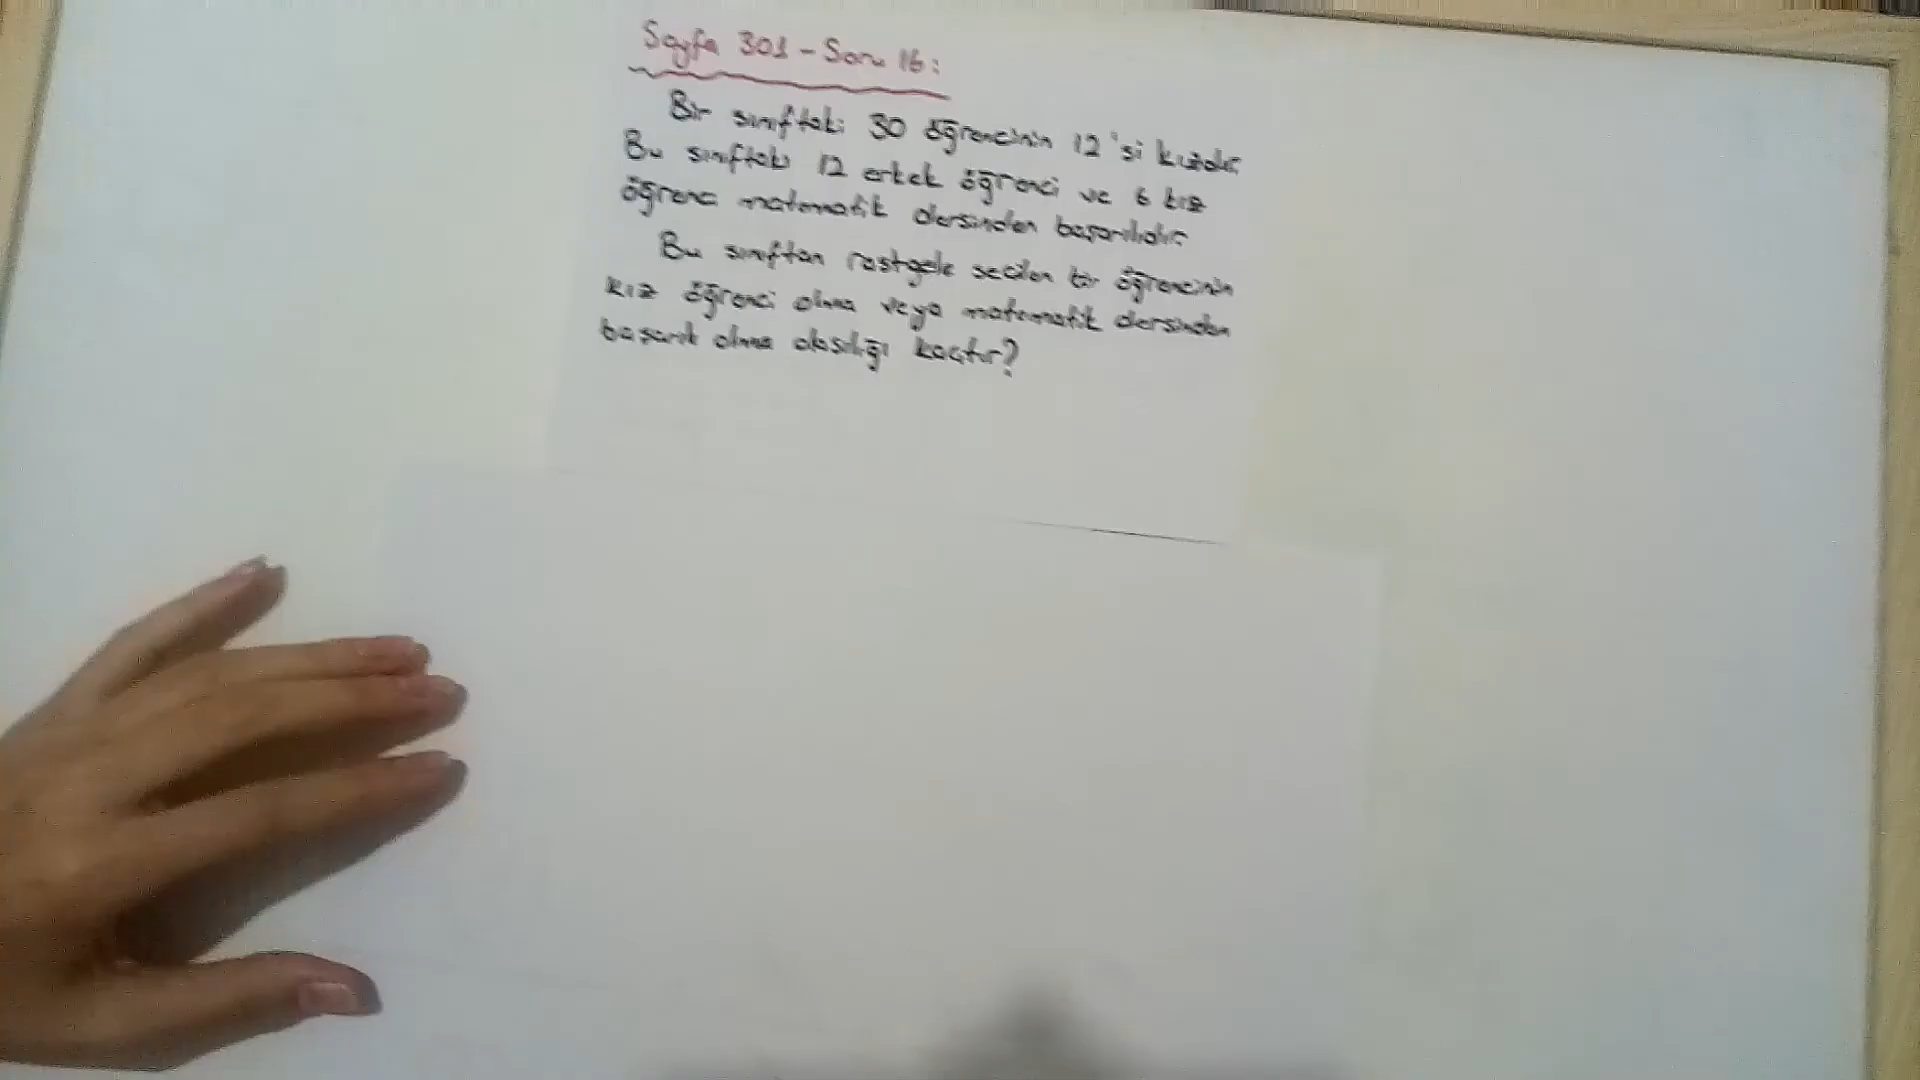 Sayfa 301 - Soru 16:
Bir sınıftaki 30 öğrencinin 12'si kızdır.
Bu sınıftaki 12 erkek öğrenci ve 6 kız
öğrenci matematik dersinden başarılıdır.
Bu sınıftan rastgele seçilen bir öğrencinin
kız öğrenci olma veya matematik dersinden
başarılı olma olasılığı kaçtır?